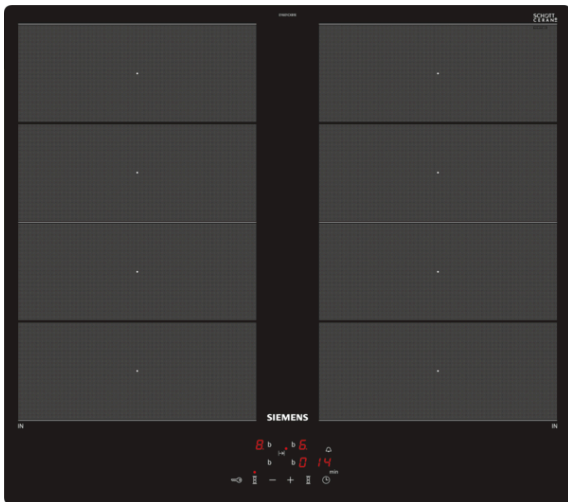 SCHOTT
CERAN®
IN
IN
SIEMENS
8. b b 6.
b b 0 14
min